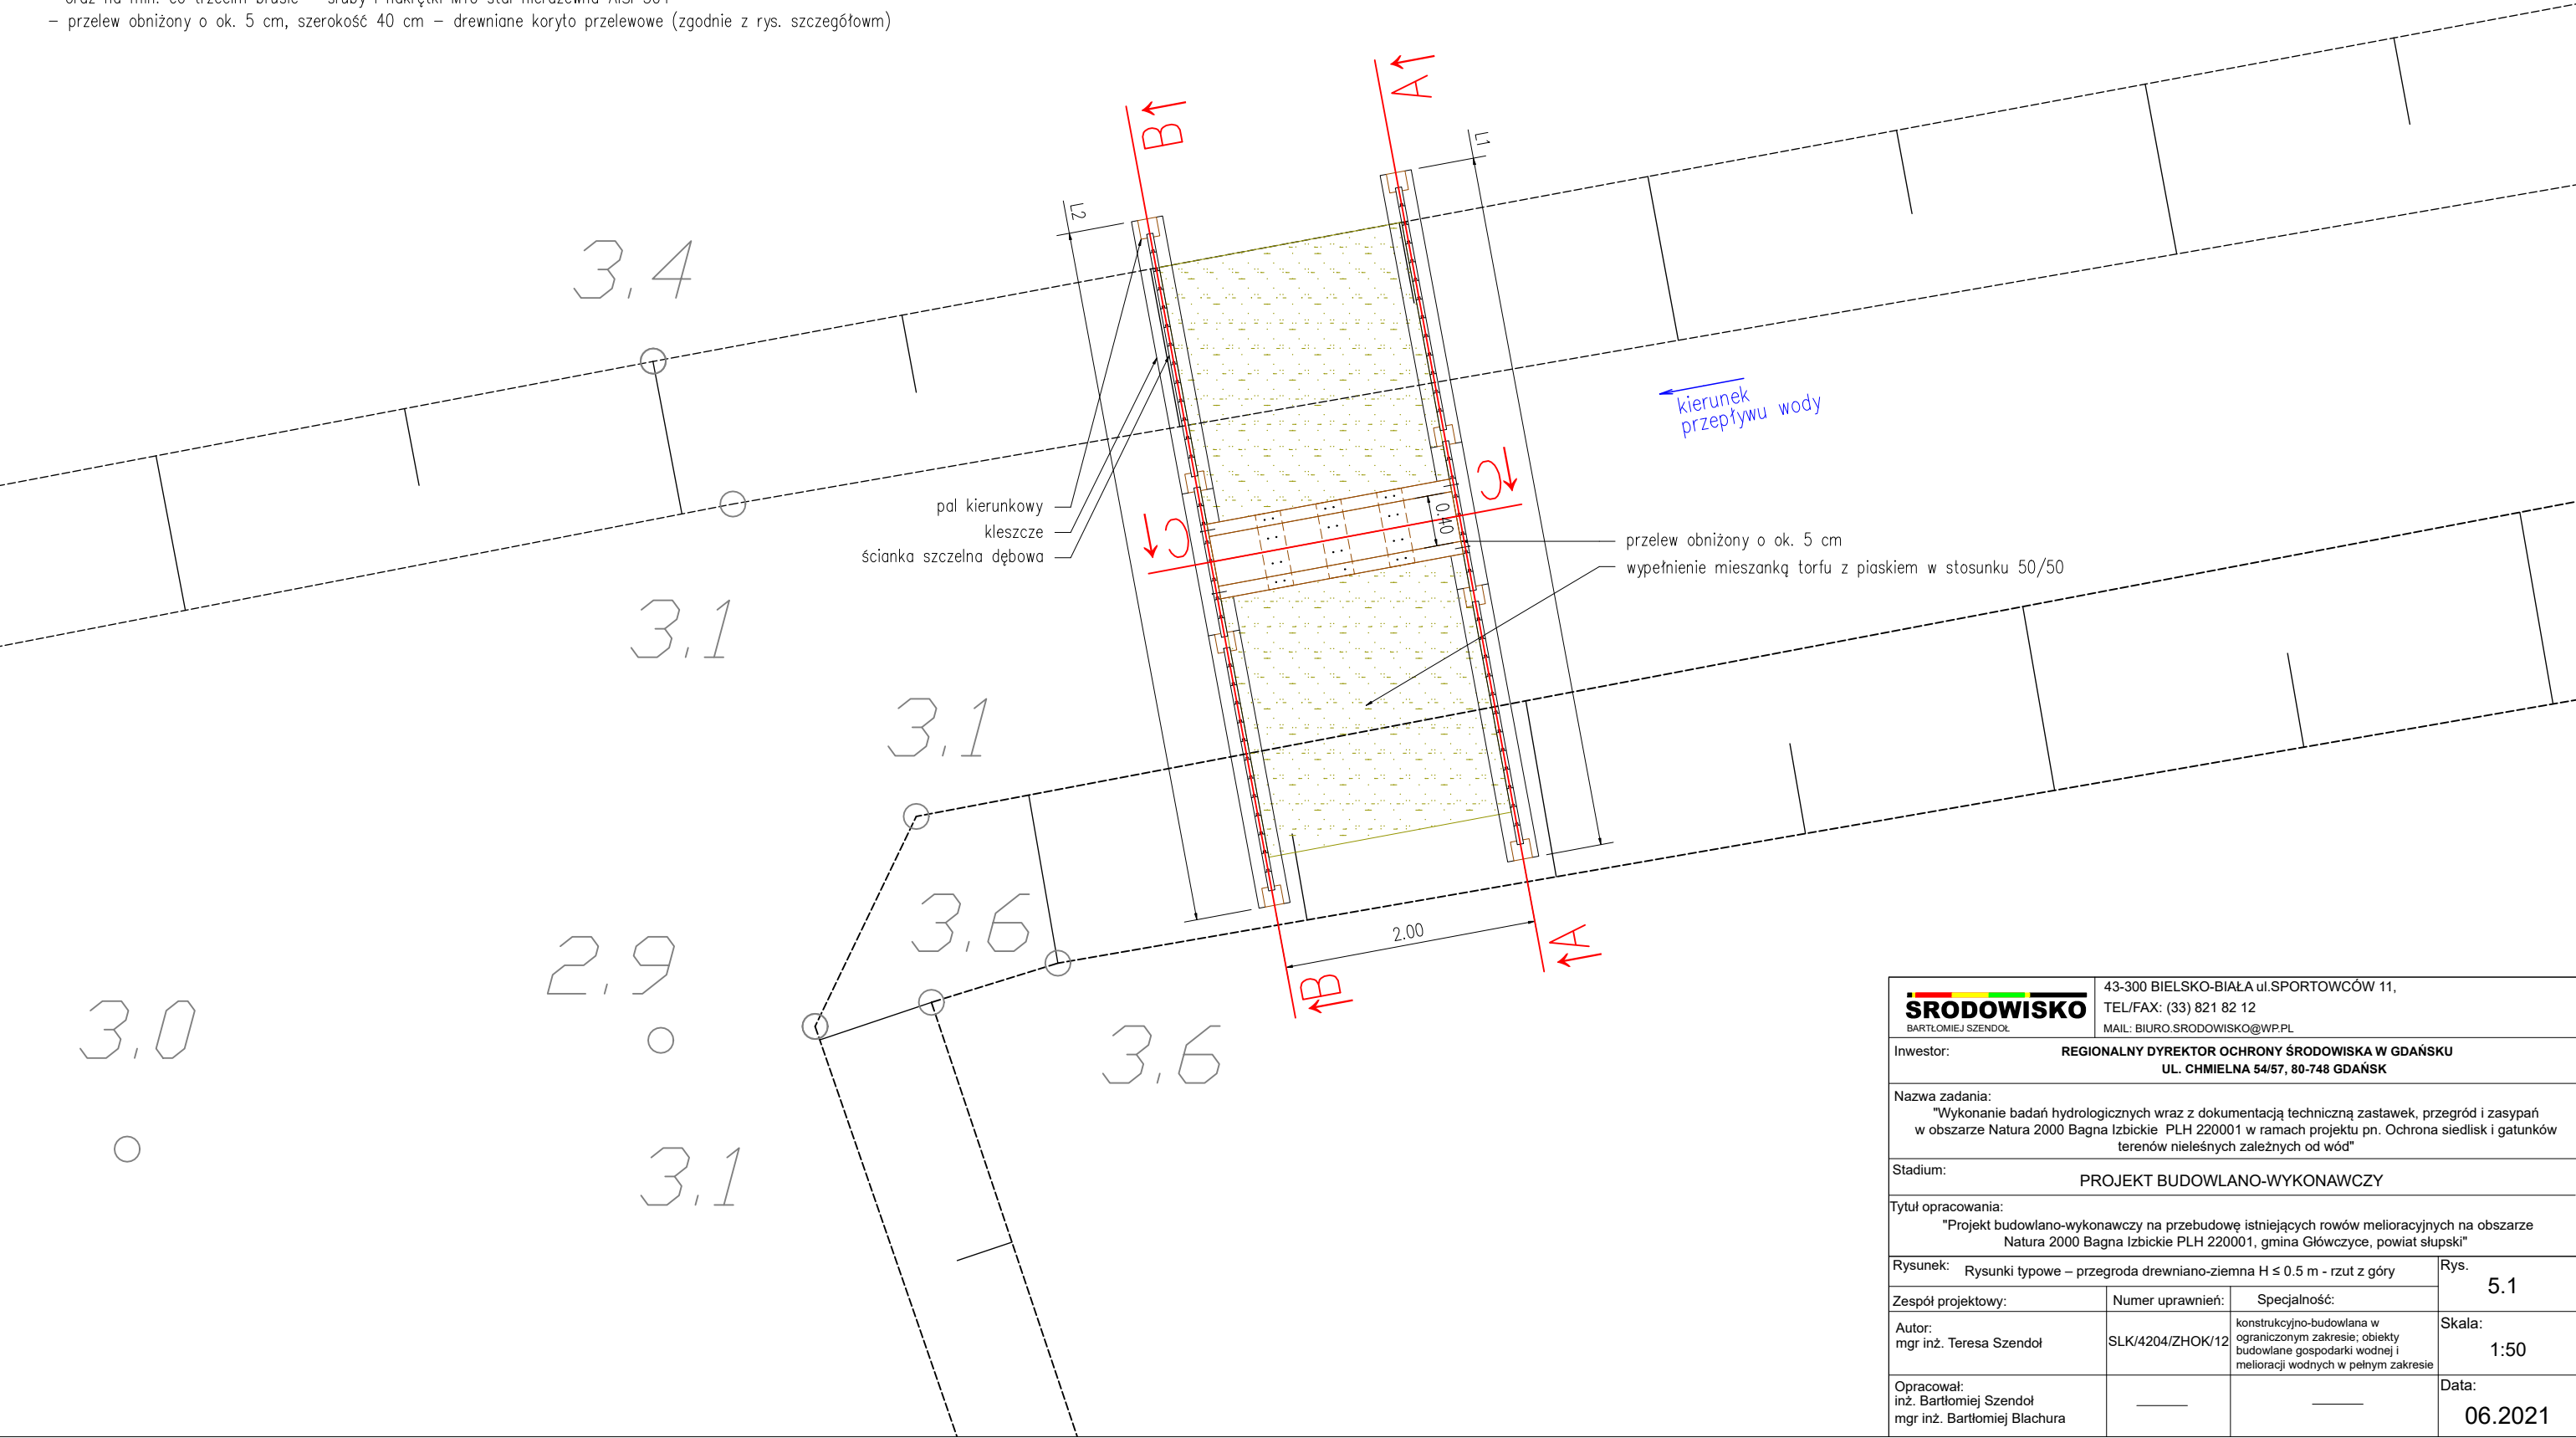 – przelew obniżony o ok. 5 cm, szerokość 40 cm – drewniane koryto przelewowe (zgodnie z rys. szczegółowm)
A
B
L1
L2
3,4
kierunek
przepływu wody
C
C
0.40
pal kierunkowy
kleszcze
ścianka szczelna dębowa
przelew obniżony o ok. 5 cm
wypełnienie mieszanką torfu z piaskiem w stosunku 50/50
3,1
3,1
3,6
2.00
A
B
2,9
3,0
3,6
3,1
SRODOWISKO
BARTŁOMIEJ SZENDOŁ
43-300 BIELSKO-BIAŁA ul.SPORTOWCÓW 11,
TEL/FAX: (33) 821 82 12
MAIL: BIURO.SRODOWISKO@WP.PL
Inwestor:
REGIONALNY DYREKTOR OCHRONY ŚRODOWISKA W GDAŃSKU
UL. CHMIELNA 54/57, 80-748 GDAŃSK
Nazwa zadania:
"Wykonanie badań hydrologicznych wraz z dokumentacją techniczną zastawek, przegród i zasypań
w obszarze Natura 2000 Bagna Izbickie PLH 220001 w ramach projektu pn. Ochrona siedlisk i gatunków
terenów nieleśnych zależnych od wód"
Stadium:
PROJEKT BUDOWLANO-WYKONAWCZY
Tytuł opracowania:
"Projekt budowlano-wykonawczy na przebudowę istniejących rowów melioracyjnych na obszarze
Natura 2000 Bagna Izbickie PLH 220001, gmina Główczyce, powiat słupski"
Rysunek: Rysunki typowe – przegroda drewniano-ziemna H ≤ 0.5 m - rzut z góry
Rys.
5.1
Zespół projektowy:
Numer uprawnień:
Specjalność:
Autor:
mgr inż. Teresa Szendoł
SLK/4204/ZHOK/12
konstrukcyjno-budowlana w
ograniczonym zakresie; obiekty
budowlane gospodarki wodnej i
melioracji wodnych w pełnym zakresie
Skala:
1:50
Opracował:
inż. Bartłomiej Szendoł
mgr inż. Bartłomiej Blachura
Data:
06.2021